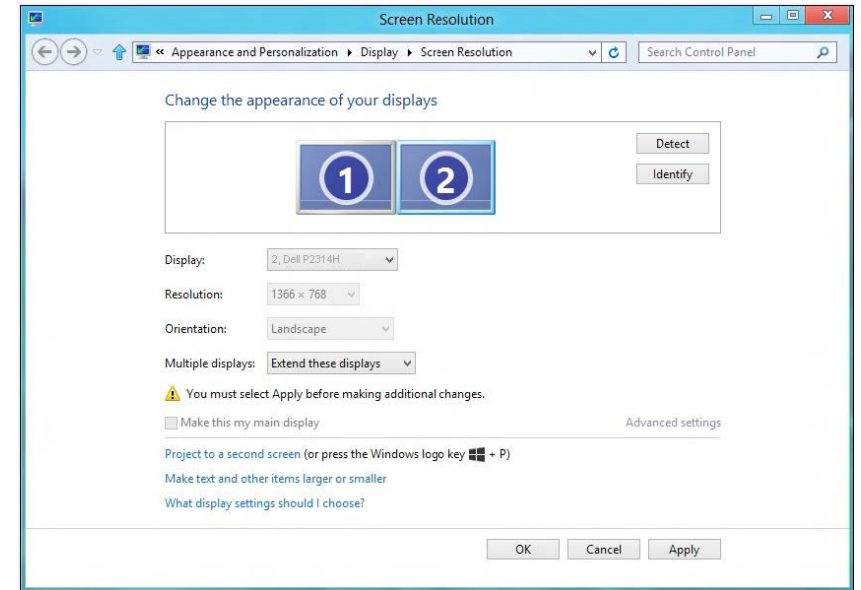 Screen Resolution
« Appearance and Personalization Display Screen Resolution Search Control Panel
Change the appearance of your displays
1 2
Detect
Identify
Display: 2, Dell P2314H
Resolution: 1366 × 768
Orientation: Landscape
Multiple displays: Extend these displays
You must select Apply before making additional changes.
Make this my main display Advanced settings
Project to a second screen (or press the Windows logo key + P)
Make text and other items larger or smaller
What display settings should I choose?
OK Cancel Apply